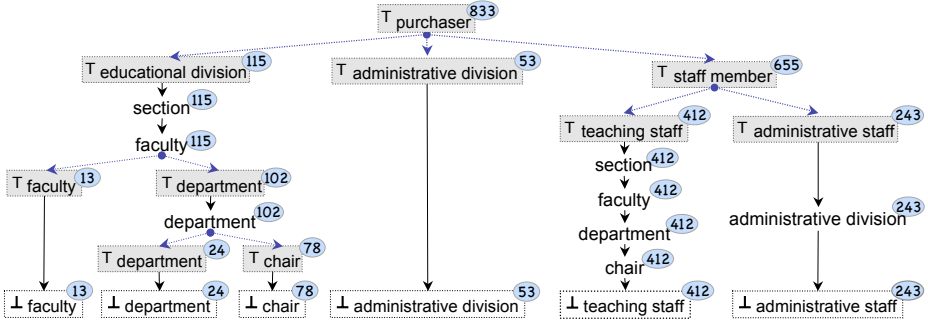 ⊤ purchaser 833
⊤ educational division 115 ⊤ administrative division 53 ⊤ staff member 655
section 115
faculty 115
⊤ teaching staff 412 ⊤ administrative staff 243
section 412
⊤ faculty 13 ⊤ department 102
faculty 412
department 102 administrative division 243
department 412
⊤ department 24 ⊤ chair 78
chair 412
⊥ faculty 13 ⊥ department 24 ⊥ chair 78 ⊥ administrative division 53 ⊥ teaching staff 412 ⊥ administrative staff 243